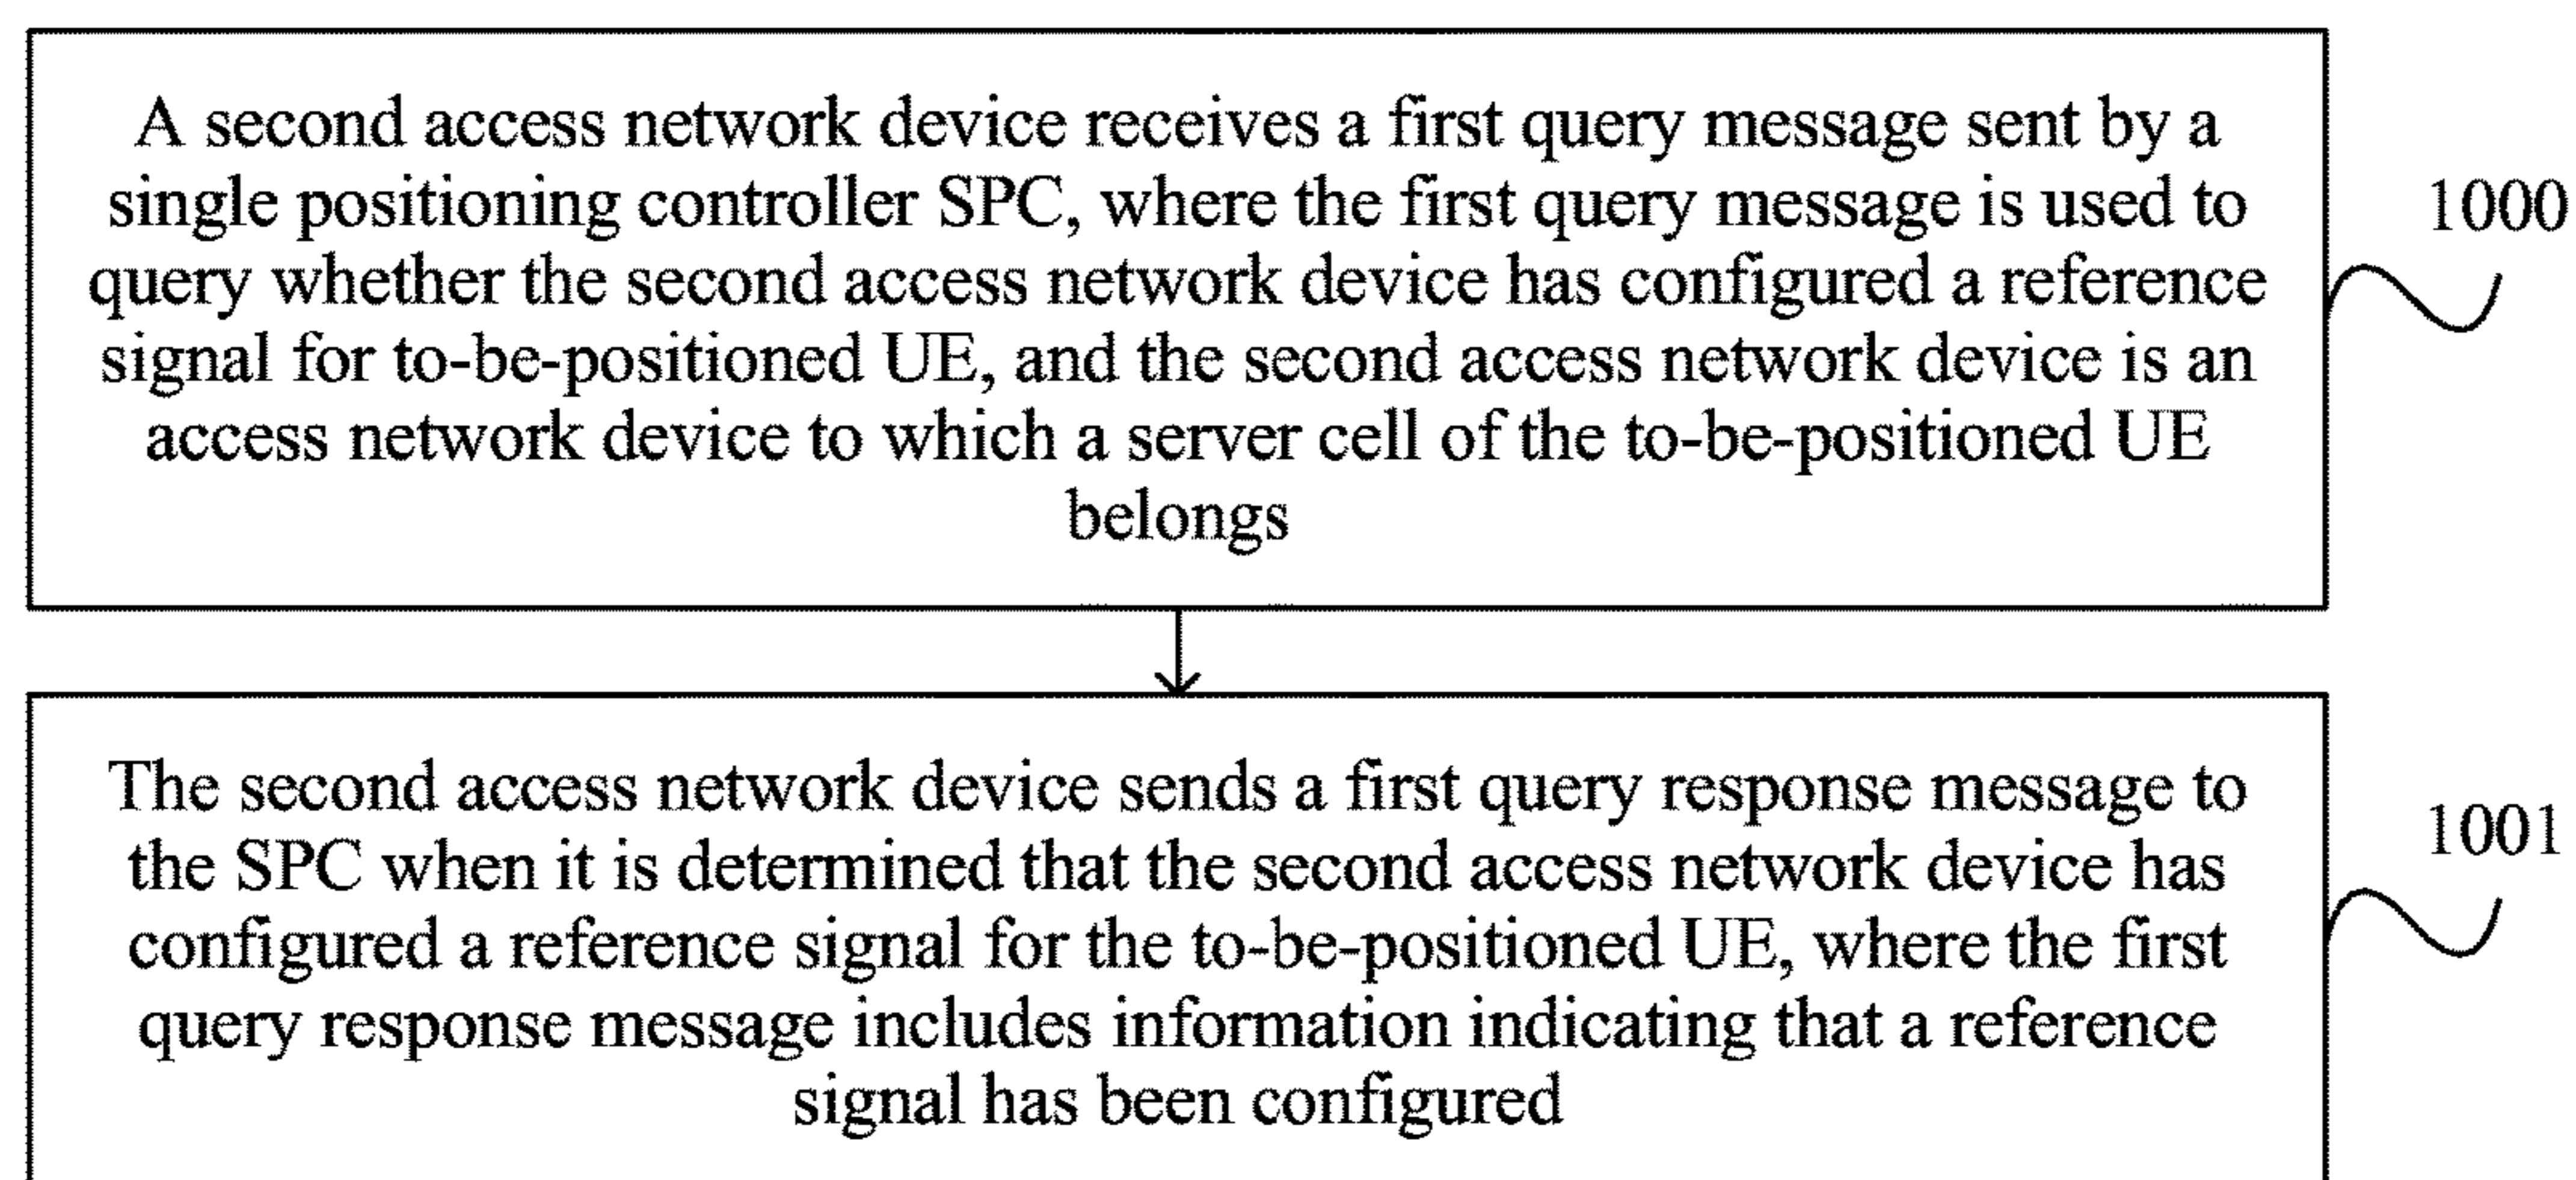 A second access network device receives a first query message sent by a
single positioning controller SPC, where the first query message is used to
query whether the second access network device has configured a reference
signal for to-be-positioned UE, and the second access network device is an
access network device to which a server cell of the to-be-positioned UE
belongs
1000
The second access network device sends a first query response message to
the SPC when it is determined that the second access network device has
configured a reference signal for the to-be-positioned UE, where the first
query response message includes information indicating that a reference
signal has been configured
1001